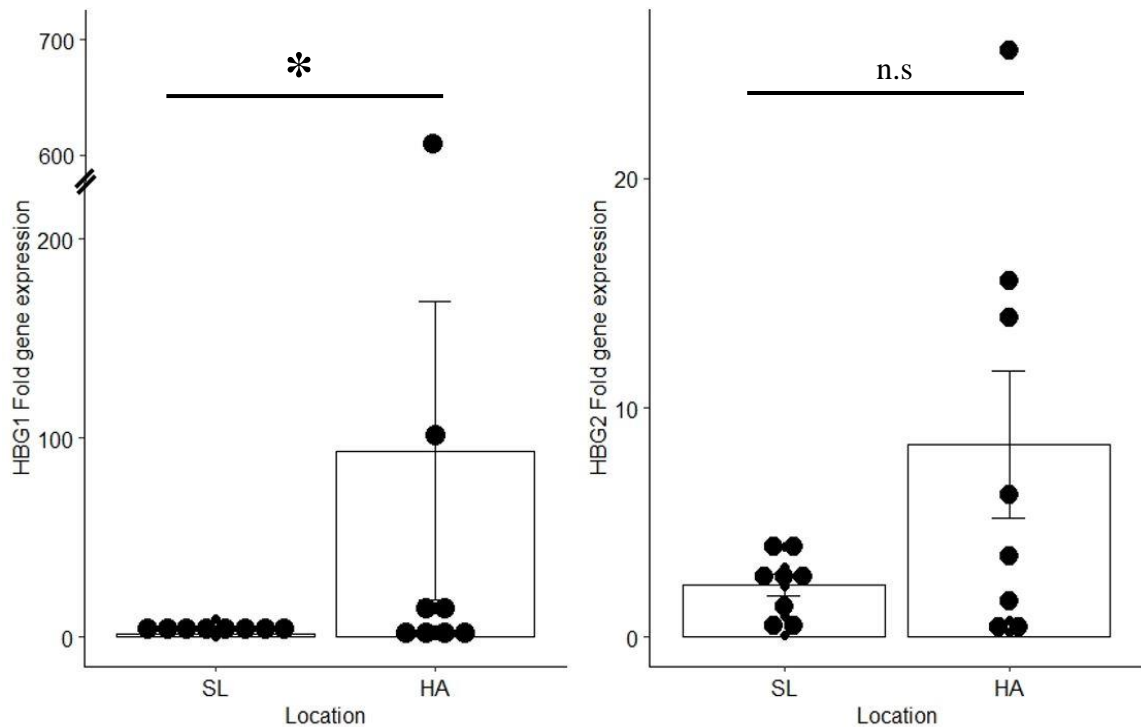 HBG1 Fold gene expression
700
600
200
100
0
*
SL
HA
Location
HBG2 Fold gene expression
20
10
0
n.s
SL
HA
Location